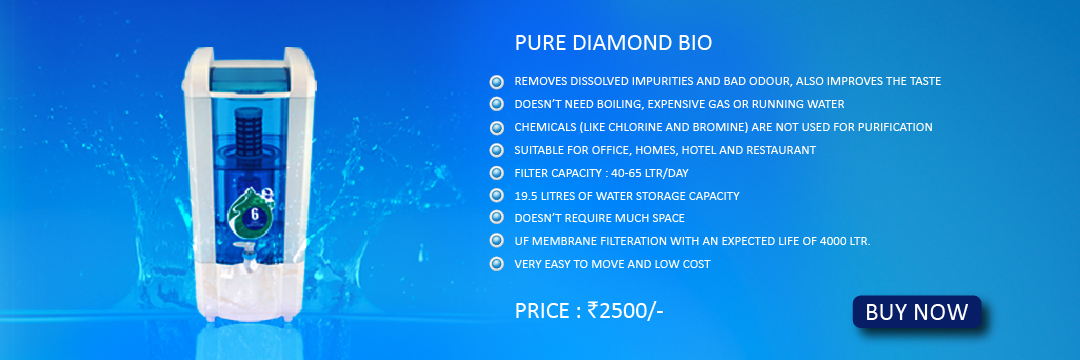 PURE DIAMOND BIO
REMOVES DISSOLVED IMPURITIES AND BAD ODOUR, ALSO IMPROVES THE TASTE
DOESN'T NEED BOILING, EXPENSIVE GAS OR RUNNING WATER
CHEMICALS (LIKE CHLORINE AND BROMINE) ARE NOT USED FOR PURIFICATION
SUITABLE FOR OFFICE, HOMES, HOTEL AND RESTAURANT
FILTER CAPACITY : 40-65 LTR/DAY
19.5 LITRES OF WATER STORAGE CAPACITY
DOESN'T REQUIRE MUCH SPACE
6
UF MEMBRANE FILTERATION WITH AN EXPECTED LIFE OF 4000 LTR.
VERY EASY TO MOVE AND LOW COST
PRICE : ₹2500/-
BUY NOW